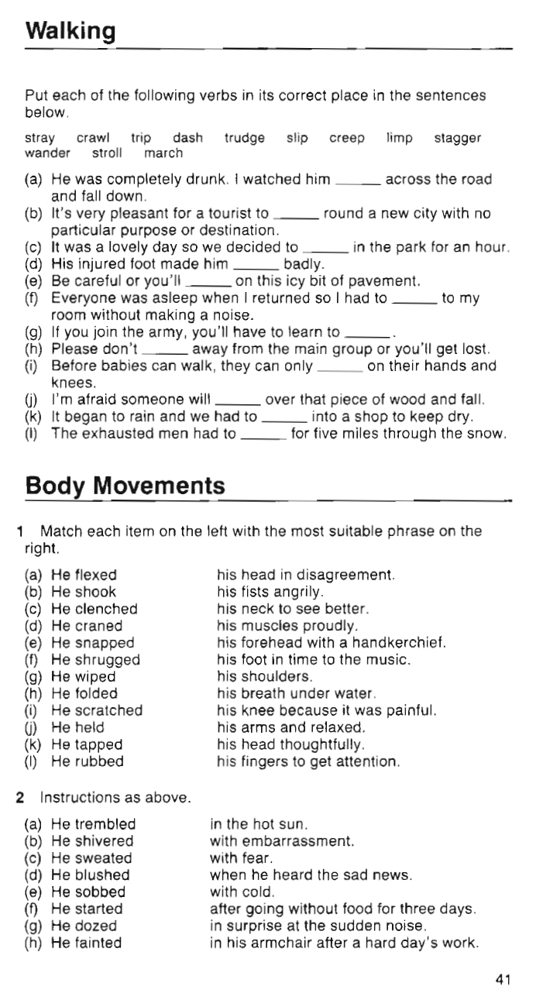 Walking
Put each of the following verbs in its correct place in the sentences
below.
stray crawl trip dash trudge slip creep limp stagger
wander stroll march
(a) He was completely drunk. I watched him ______ across the road
and fall down.
(b) It's very pleasant for a tourist to ______ round a new city with no
particular purpose or destination.
(c) It was a lovely day so we decided to ______ in the park for an hour.
(d) His injured foot made him ______ badly.
(e) Be careful or you'll ______ on this icy bit of pavement.
(f) Everyone was asleep when I returned so I had to ______ to my
room without making a noise.
(g) If you join the army, you'll have to learn to ______.
(h) Please don't ______ away from the main group or you'll get lost.
(i) Before babies can walk, they can only ______ on their hands and
knees.
(j) I'm afraid someone will ______ over that piece of wood and fall.
(k) It began to rain and we had to ______ into a shop to keep dry.
(l) The exhausted men had to ______ for five miles through the snow.
Body Movements
1 Match each item on the left with the most suitable phrase on the
right.
(a) He flexed his head in disagreement.
(b) He shook his fists angrily.
(c) He clenched his neck to see better.
(d) He craned his muscles proudly.
(e) He snapped his forehead with a handkerchief.
(f) He shrugged his foot in time to the music.
(g) He wiped his shoulders.
(h) He folded his breath under water.
(i) He scratched his knee because it was painful.
(j) He held his arms and relaxed.
(k) He tapped his head thoughtfully.
(l) He rubbed his fingers to get attention.
2 Instructions as above.
(a) He trembled in the hot sun.
(b) He shivered with embarrassment.
(c) He sweated with fear.
(d) He blushed when he heard the sad news.
(e) He sobbed with cold.
(f) He started after going without food for three days.
(g) He dozed in surprise at the sudden noise.
(h) He fainted in his armchair after a hard day's work.
41